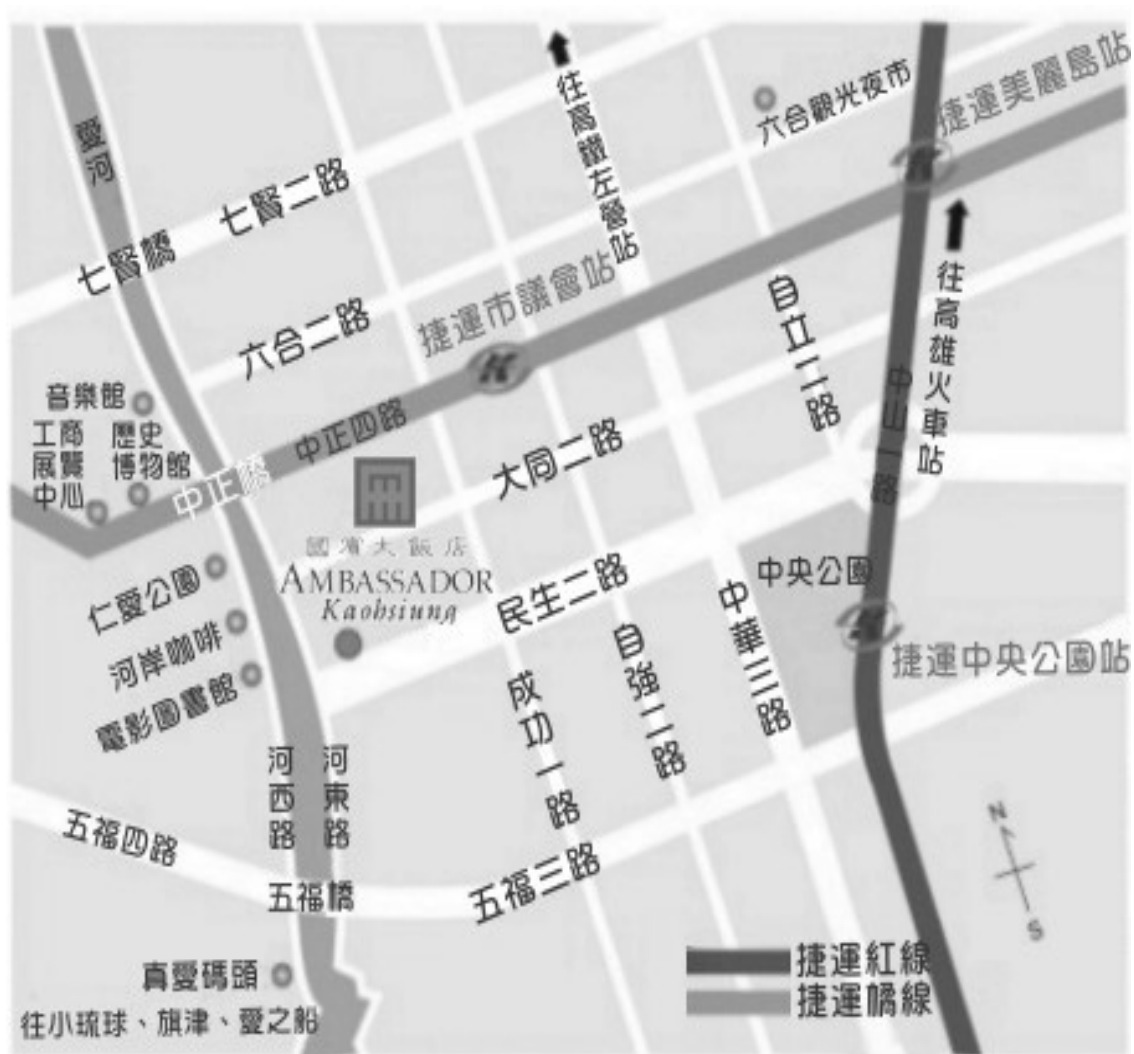 愛河
七賢橋
七賢二路
往高鐵左營站
六合觀光夜市
捷運美麗島站
六合二路
捷運市議會站
自立二路
往高雄火車站
中山一路
音樂館
工商展覽中心
歷史博物館
中正橋
中正四路
大同二路
國賓大飯店
AMBASSADOR
Kaohsiung
仁愛公園
河岸咖啡
電影圖書館
民生二路
中央公園
捷運中央公園站
中華三路
自強二路
成功一路
河西路
河東路
五福四路
五福橋
五福三路
N
S
真愛碼頭
往小琉球、旗津、愛之船
捷運紅線
捷運橘線